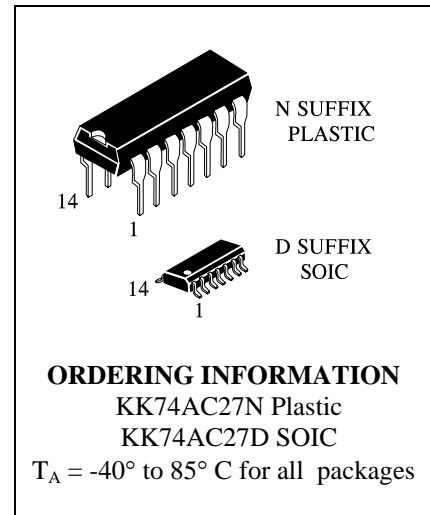 N SUFFIX
PLASTIC
14
1
D SUFFIX
SOIC
14
1
ORDERING INFORMATION
KK74AC27N Plastic
KK74AC27D SOIC
TA = -40° to 85° C for all packages